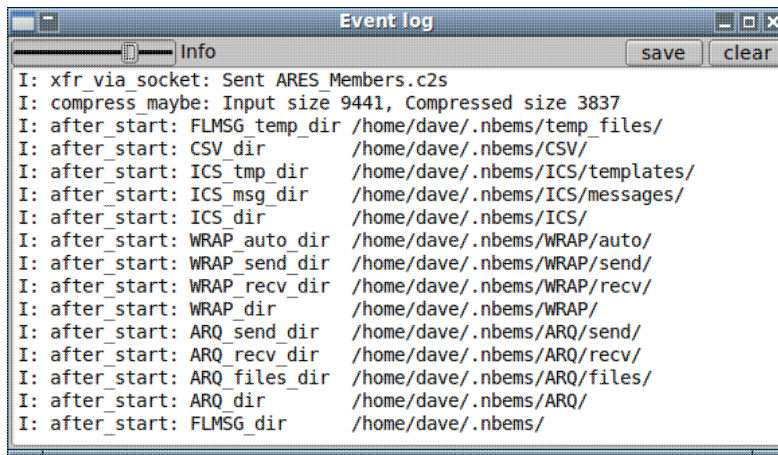 Event log
Info save clear
I: xfr_via_socket: Sent ARES_Members.c2s
I: compress_maybe: Input size 9441, Compressed size 3837
I: after_start: FLMSG_temp_dir /home/dave/.nbems/temp_files/
I: after_start: CSV_dir /home/dave/.nbems/CSV/
I: after_start: ICS_tmp_dir /home/dave/.nbems/ICS/templates/
I: after_start: ICS_msg_dir /home/dave/.nbems/ICS/messages/
I: after_start: ICS_dir /home/dave/.nbems/ICS/
I: after_start: WRAP_auto_dir /home/dave/.nbems/WRAP/auto/
I: after_start: WRAP_send_dir /home/dave/.nbems/WRAP/send/
I: after_start: WRAP_recv_dir /home/dave/.nbems/WRAP/recv/
I: after_start: WRAP_dir /home/dave/.nbems/WRAP/
I: after_start: ARQ_send_dir /home/dave/.nbems/ARQ/send/
I: after_start: ARQ_recv_dir /home/dave/.nbems/ARQ/recv/
I: after_start: ARQ_files_dir /home/dave/.nbems/ARQ/files/
I: after_start: ARQ_dir /home/dave/.nbems/ARQ/
I: after_start: FLMSG_dir /home/dave/.nbems/